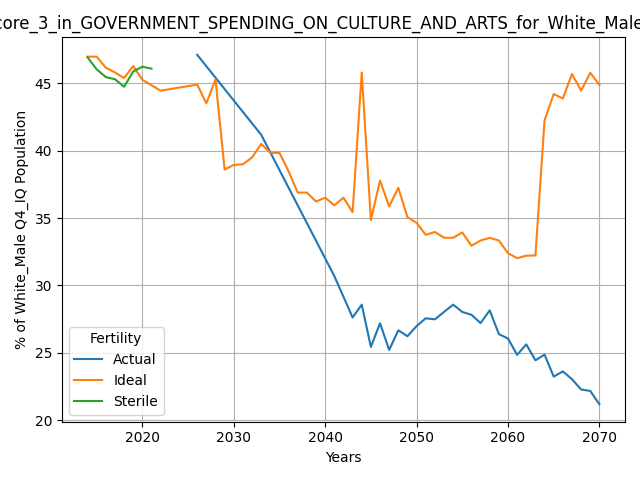 core_3_in_GOVERNMENT_SPENDING_ON_CULTURE_AND_ARTS_for_White_Male
% of White_Male Q4_IQ Population
45
40
35
30
25
20
Fertility
Actual
Ideal
Sterile
2020 2030 2040 2050 2060 2070
Years